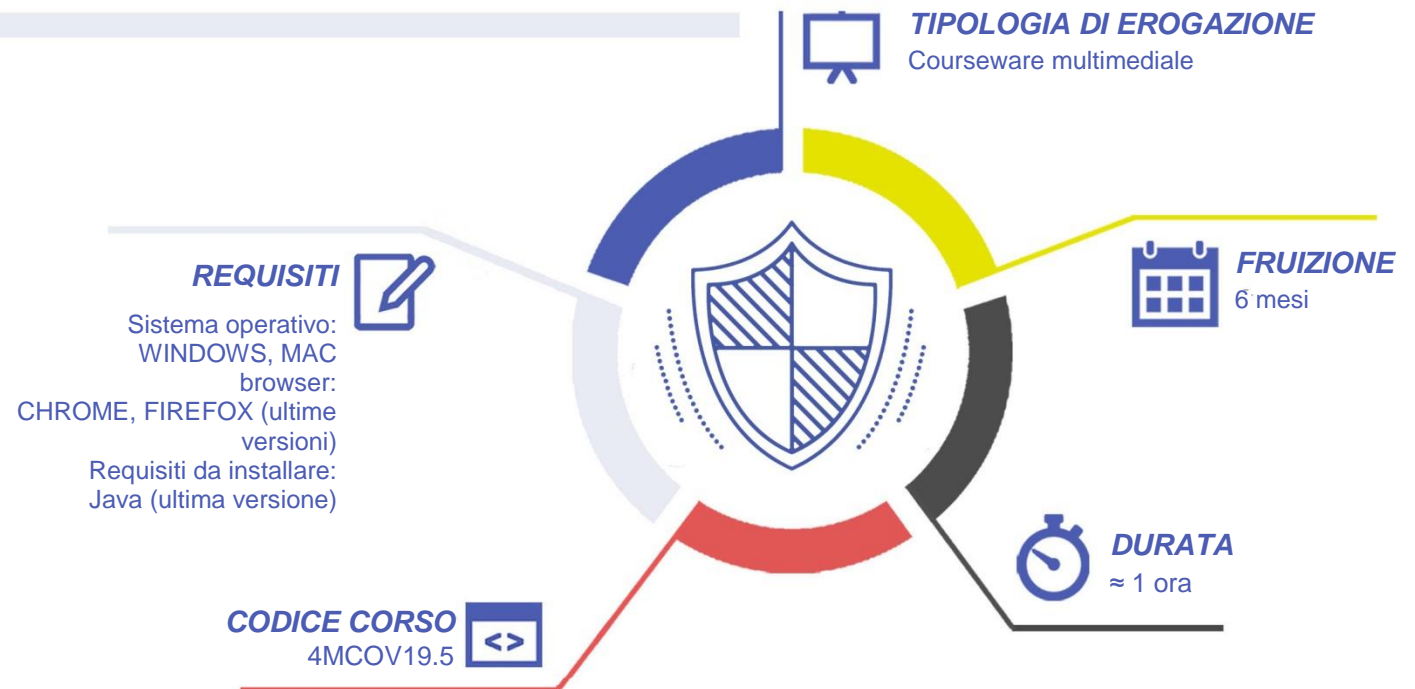 TIPOLOGIA DI EROGAZIONE
Courseware multimediale
REQUISITI
Sistema operativo:
WINDOWS, MAC
browser:
CHROME, FIREFOX (ultime
versioni)
Requisiti da installare:
Java (ultima versione)
FRUIZIONE
6 mesi
DURATA
≈ 1 ora
CODICE CORSO
4MCOV19.5
<>